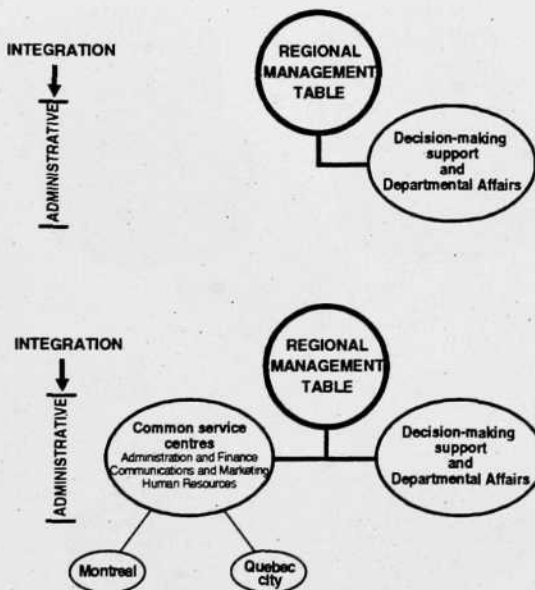 INTEGRATION
ADMINISTRATIVE
REGIONAL
MANAGEMENT
TABLE
Decision-making
support
and
Departmental Affairs
INTEGRATION
ADMINISTRATIVE
REGIONAL
MANAGEMENT
TABLE
Common service
centres
Administration and Finance
Communications and Marketing
Human Resources
Decision-making
support
and
Departmental Affairs
Montreal
Quebec
city